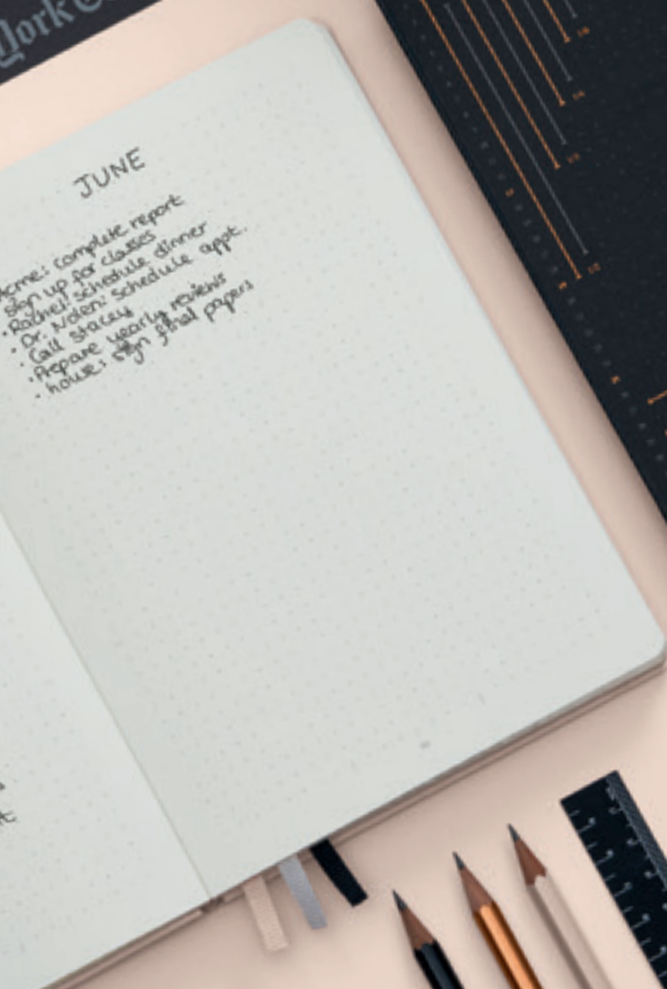 York
JUNE
Acme: complete report
sign up for classes
• Rachel: schedule dinner
• Dr. Nolen: schedule appt.
• Call Stacey
• Prepare yearly reviews
• house: sign final papers